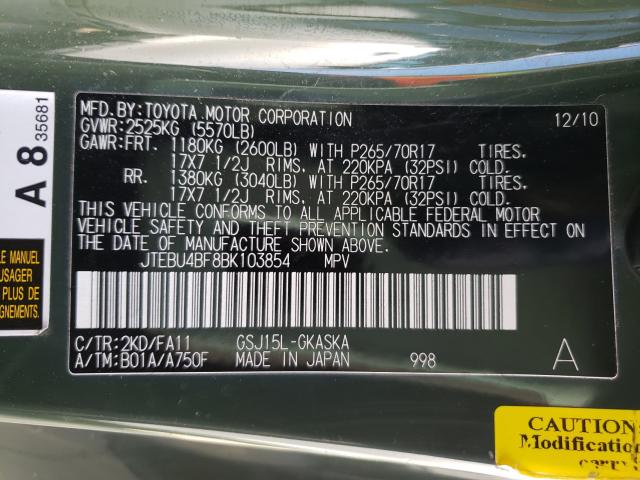 A 8 35681
USAGER
A PLUS DE
GNEMENTS.
MFD. BY: TOYOTA MOTOR CORPORATION 12/10
GVWR: 2525KG (5570LB)
GAWR: FRT. 1180KG (2600LB) WITH P265/70R17 TIRES.
17X7 1/2J RIMS, AT 220KPA (32PSI) COLD.
RR. 1380KG (3040LB) WITH P265/70R17 TIRES.
17X7 1/2J RIMS, AT 220KPA (32PSI) COLD.
THIS VEHICLE CONFORMS TO ALL APPLICABLE FEDERAL MOTOR
VEHICLE SAFETY AND THEFT PREVENTION STANDARDS IN EFFECT ON
THE DATE OF MANUFACTURE SHOWN ABOVE.
JTEBU4BF8BK103854 MPV
C/TR: 2KD/FA11 GSJ15L-GKASKA
A/TM: B01A/A750F MADE IN JAPAN 998 A
CAUTION
Modification
carry